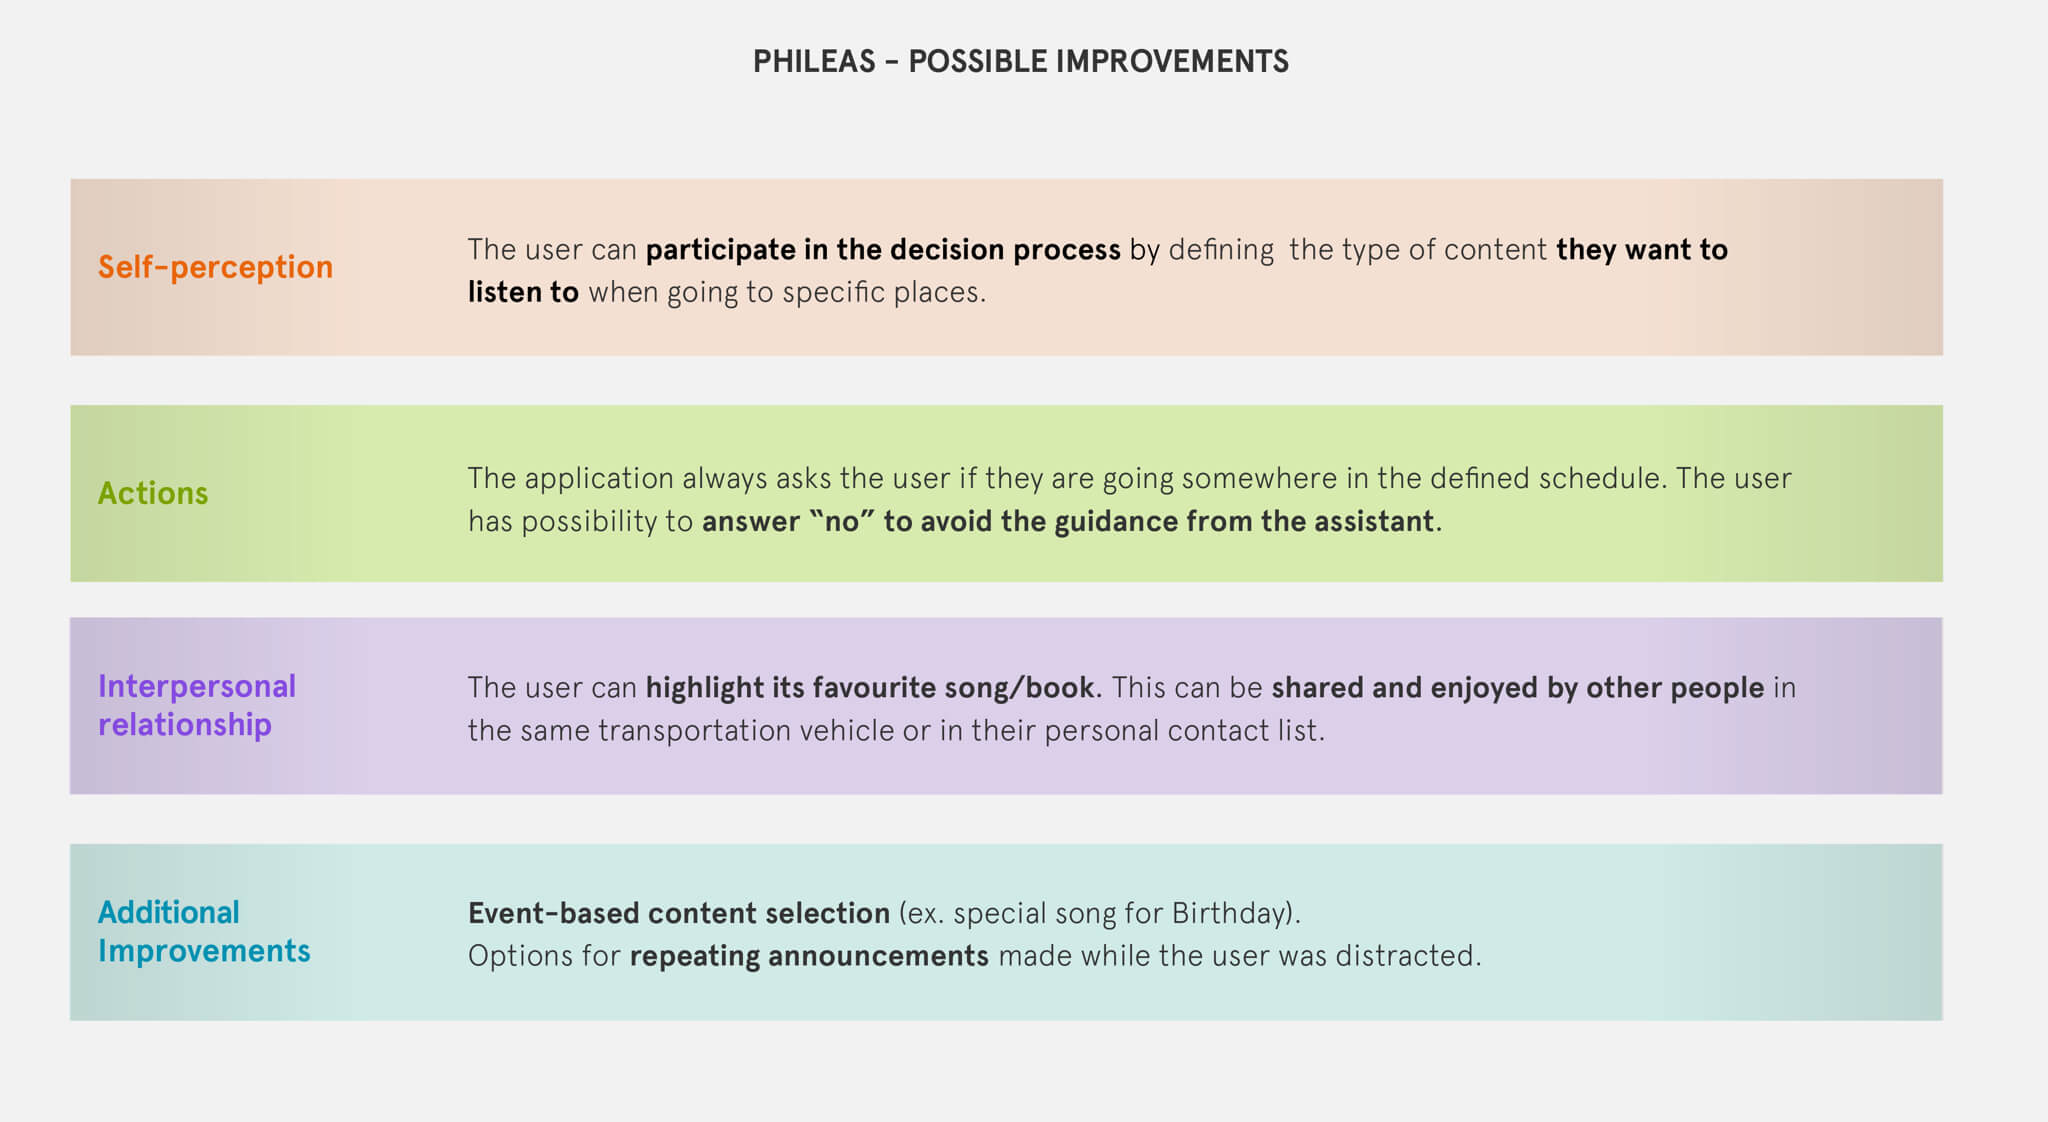 PHILEAS - POSSIBLE IMPROVEMENTS
Self-perception
The user can participate in the decision process by defining the type of content they want to
listen to when going to specific places.
Actions
The application always asks the user if they are going somewhere in the defined schedule. The user
has possibility to answer “no” to avoid the guidance from the assistant.
Interpersonal
relationship
The user can highlight its favourite song/book. This can be shared and enjoyed by other people in
the same transportation vehicle or in their personal contact list.
Additional
Improvements
Event-based content selection (ex. special song for Birthday).
Options for repeating announcements made while the user was distracted.